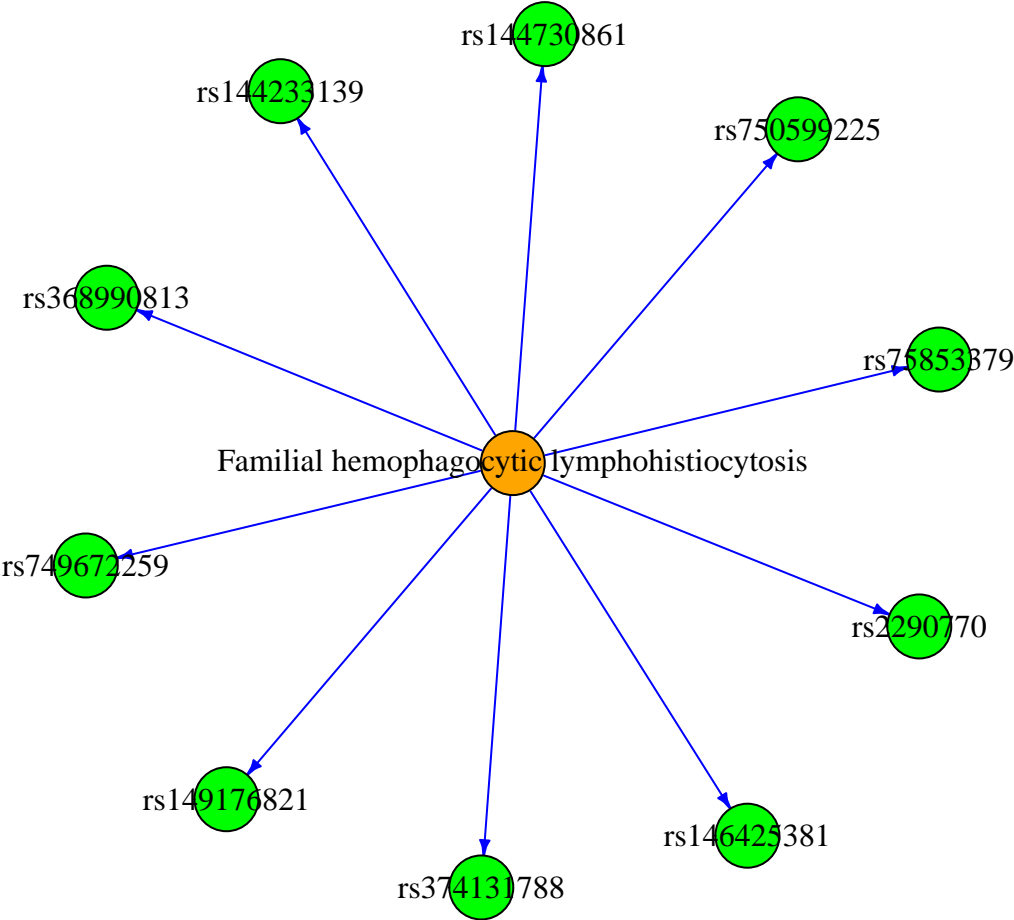 rs144730861
rs144233139
rs750599225
rs368990813
rs75853379
Familial hemophagocytic lymphohistiocytosis
rs749672259
rs2290770
rs149176821
rs146425381
rs374131788